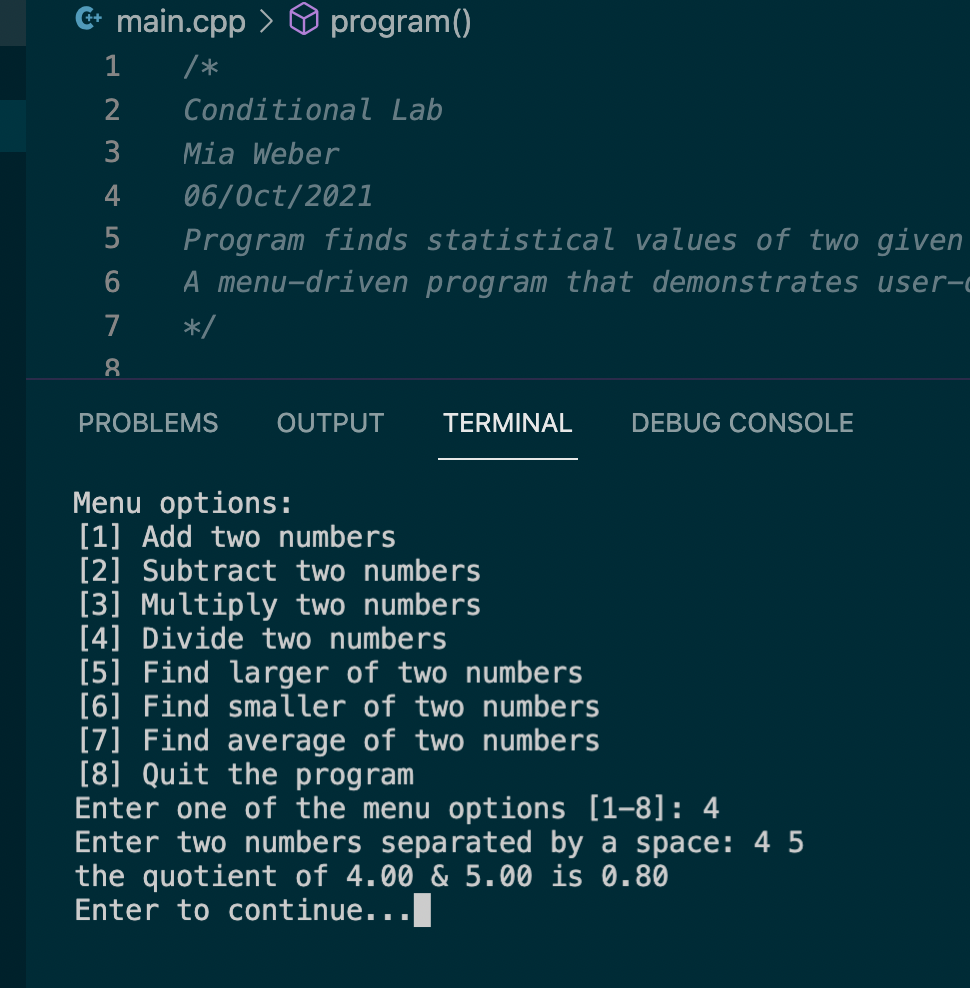 main.cpp > program()
1 /*
2 Conditional Lab
3 Mia Weber
4 06/Oct/2021
5 Program finds statistical values of two given
6 A menu-driven program that demonstrates user-
7 */
8
PROBLEMS OUTPUT TERMINAL DEBUG CONSOLE
Menu options:
[1] Add two numbers
[2] Subtract two numbers
[3] Multiply two numbers
[4] Divide two numbers
[5] Find larger of two numbers
[6] Find smaller of two numbers
[7] Find average of two numbers
[8] Quit the program
Enter one of the menu options [1-8]: 4
Enter two numbers separated by a space: 4 5
the quotient of 4.00 & 5.00 is 0.80
Enter to continue...